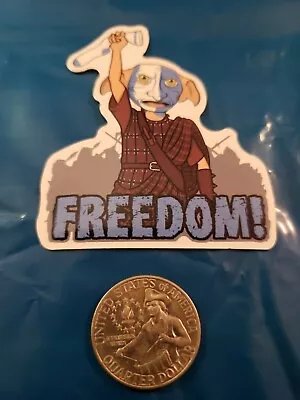 FREEDOM!
UNITED STATES OF AMERICA
QUARTER DOLLAR